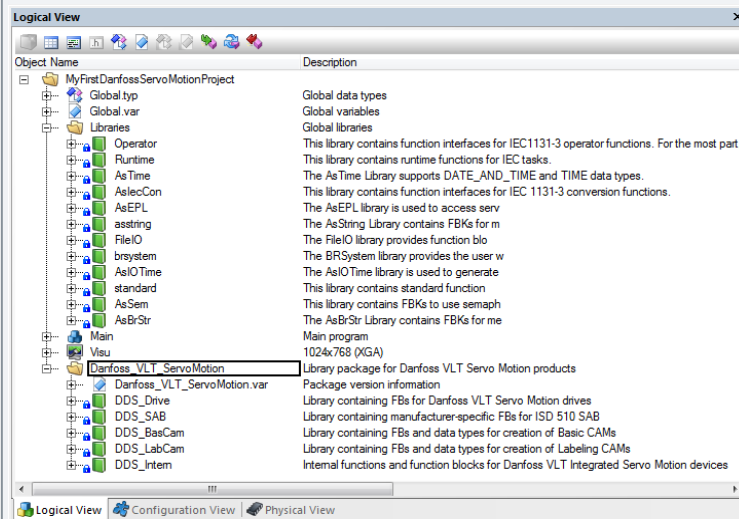 Logical View
Object Name Description
MyFirstDanfossServoMotionProject
Global.typ Global data types
Global.var Global variables
Libraries Global libraries
Operator This library contains function interfaces for IEC1131-3 operator functions. For the most part
Runtime This library contains runtime functions for IEC tasks.
AsTime The AsTime Library supports DATE_AND_TIME and TIME data types.
AsIecCon This library contains function interfaces for IEC 1131-3 conversion functions.
AsEPL The AsEPL library is used to access serv
asstring The AsString Library contains FBKs for m
FileIO The FileIO library provides function blo
brsystem The BRSystem library provides the user w
AsIOTime The AsIOTime library is used to generate
standard This library contains standard function
AsSem This library contains FBKs to use semaph
AsBrStr The AsBrStr Library contains FBKs for me
Main Main program
Visu 1024x768 (XGA)
Danfoss_VLT_ServoMotion Library package for Danfoss VLT Servo Motion products
Danfoss_VLT_ServoMotion.var Package version information
DDS_Drive Library containing FBs for Danfoss VLT Servo Motion drives
DDS_SAB Library containing manufacturer-specific FBs for ISD 510 SAB
DDS_BasCam Library containing FBs and data types for creation of Basic CAMs
DDS_LabCam Library containing FBs and data types for creation of Labeling CAMs
DDS_Intern Internal functions and function blocks for Danfoss VLT Integrated Servo Motion devices
Logical View Configuration View Physical View